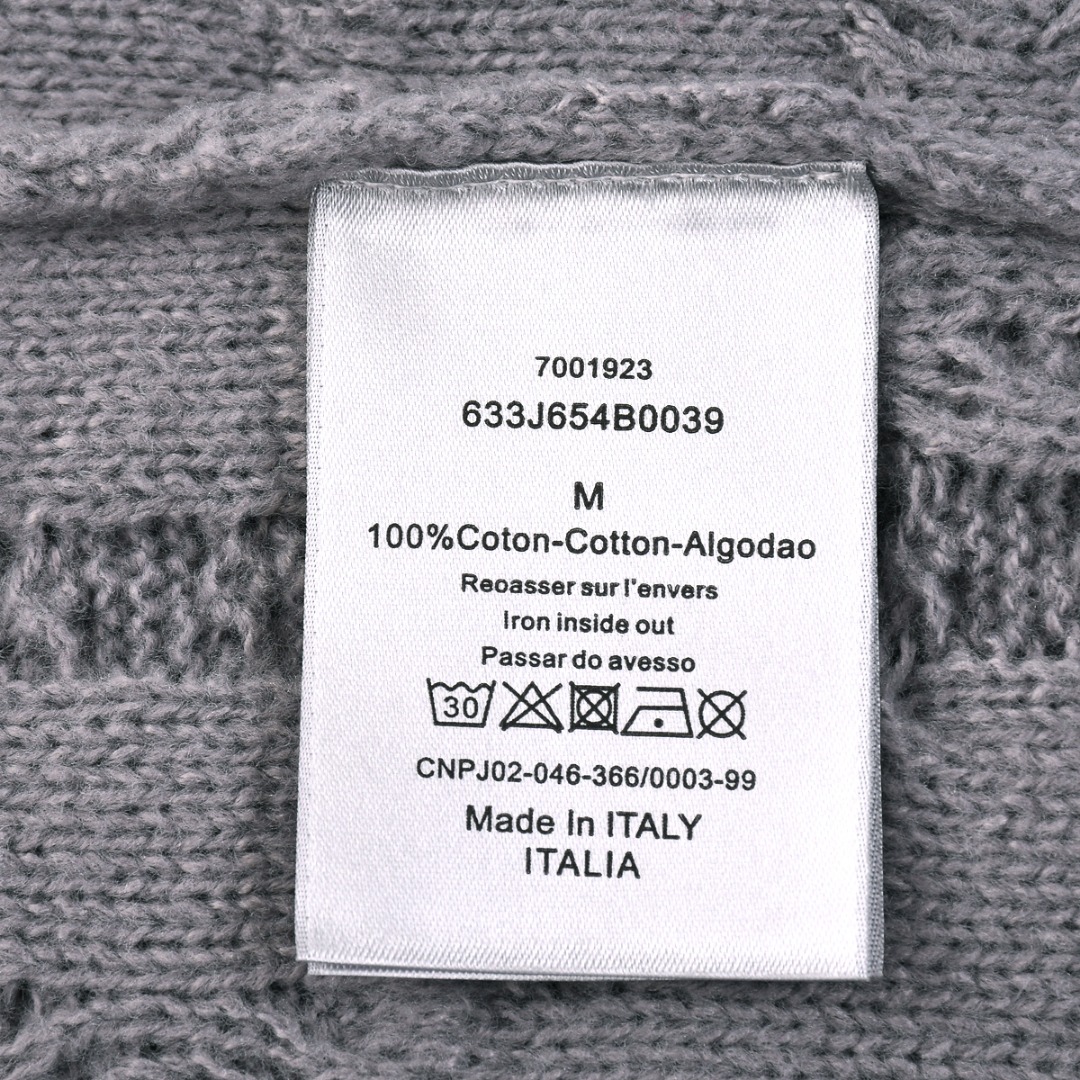 7001923
633J654B0039
M
100%Coton-Cotton-Algodao
Reoasser sur l'envers
Iron inside out
Passar do avesso
30
CNPJ02-046-366/0003-99
Made In ITALY
ITALIA